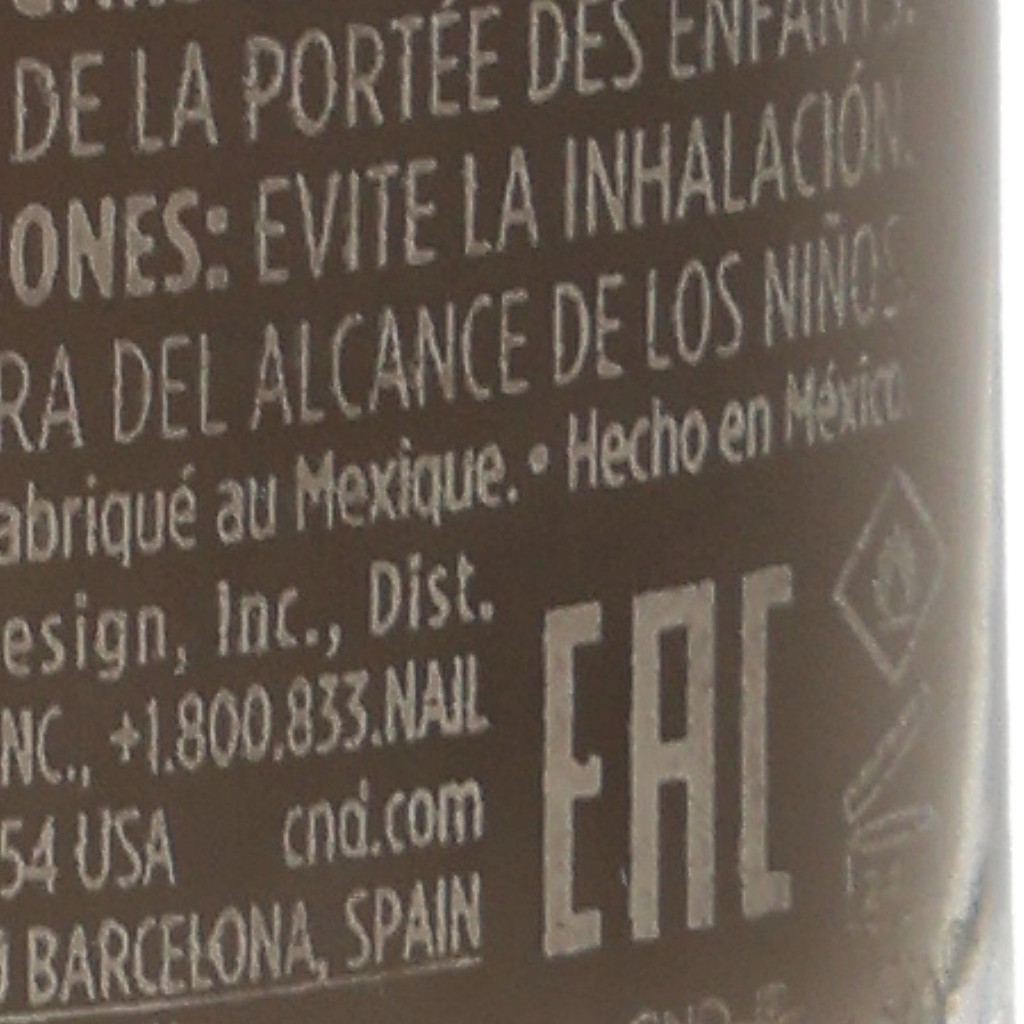 DE LA PORTÉE DES ENFANTS.
ONES: EVITE LA INHALACIÓN.
RA DEL ALCANCE DE LOS NIÑOS.
abriqué au Mexique. • Hecho en México.
esign, Inc., Dist.
NC., +1.800.833.NAIL
54 USA cnd.com
BARCELONA, SPAIN
EAC